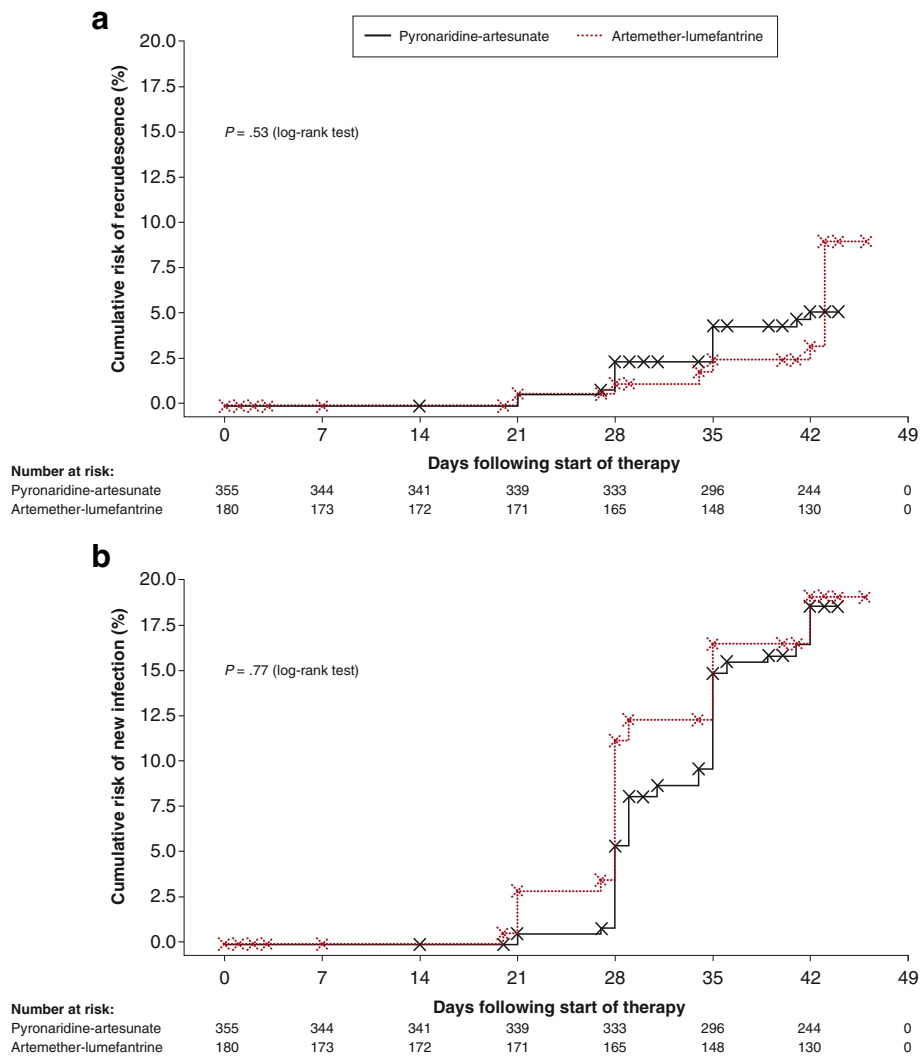 a
Pyronaridine-artesunate Artemether-lumefantrine
Cumulative risk of recrudescence (%)
20.0
17.5
15.0
12.5
10.0
7.5
5.0
2.5
0.0
P = .53 (log-rank test)
0 7 14 21 28 35 42 49
Days following start of therapy
Number at risk:
Pyronaridine-artesunate 355 344 341 339 333 296 244 0
Artemether-lumefantrine 180 173 172 171 165 148 130 0
b
Cumulative risk of new infection (%)
20.0
17.5
15.0
12.5
10.0
7.5
5.0
2.5
0.0
P = .77 (log-rank test)
0 7 14 21 28 35 42 49
Days following start of therapy
Number at risk:
Pyronaridine-artesunate 355 344 341 339 333 296 244 0
Artemether-lumefantrine 180 173 172 171 165 148 130 0